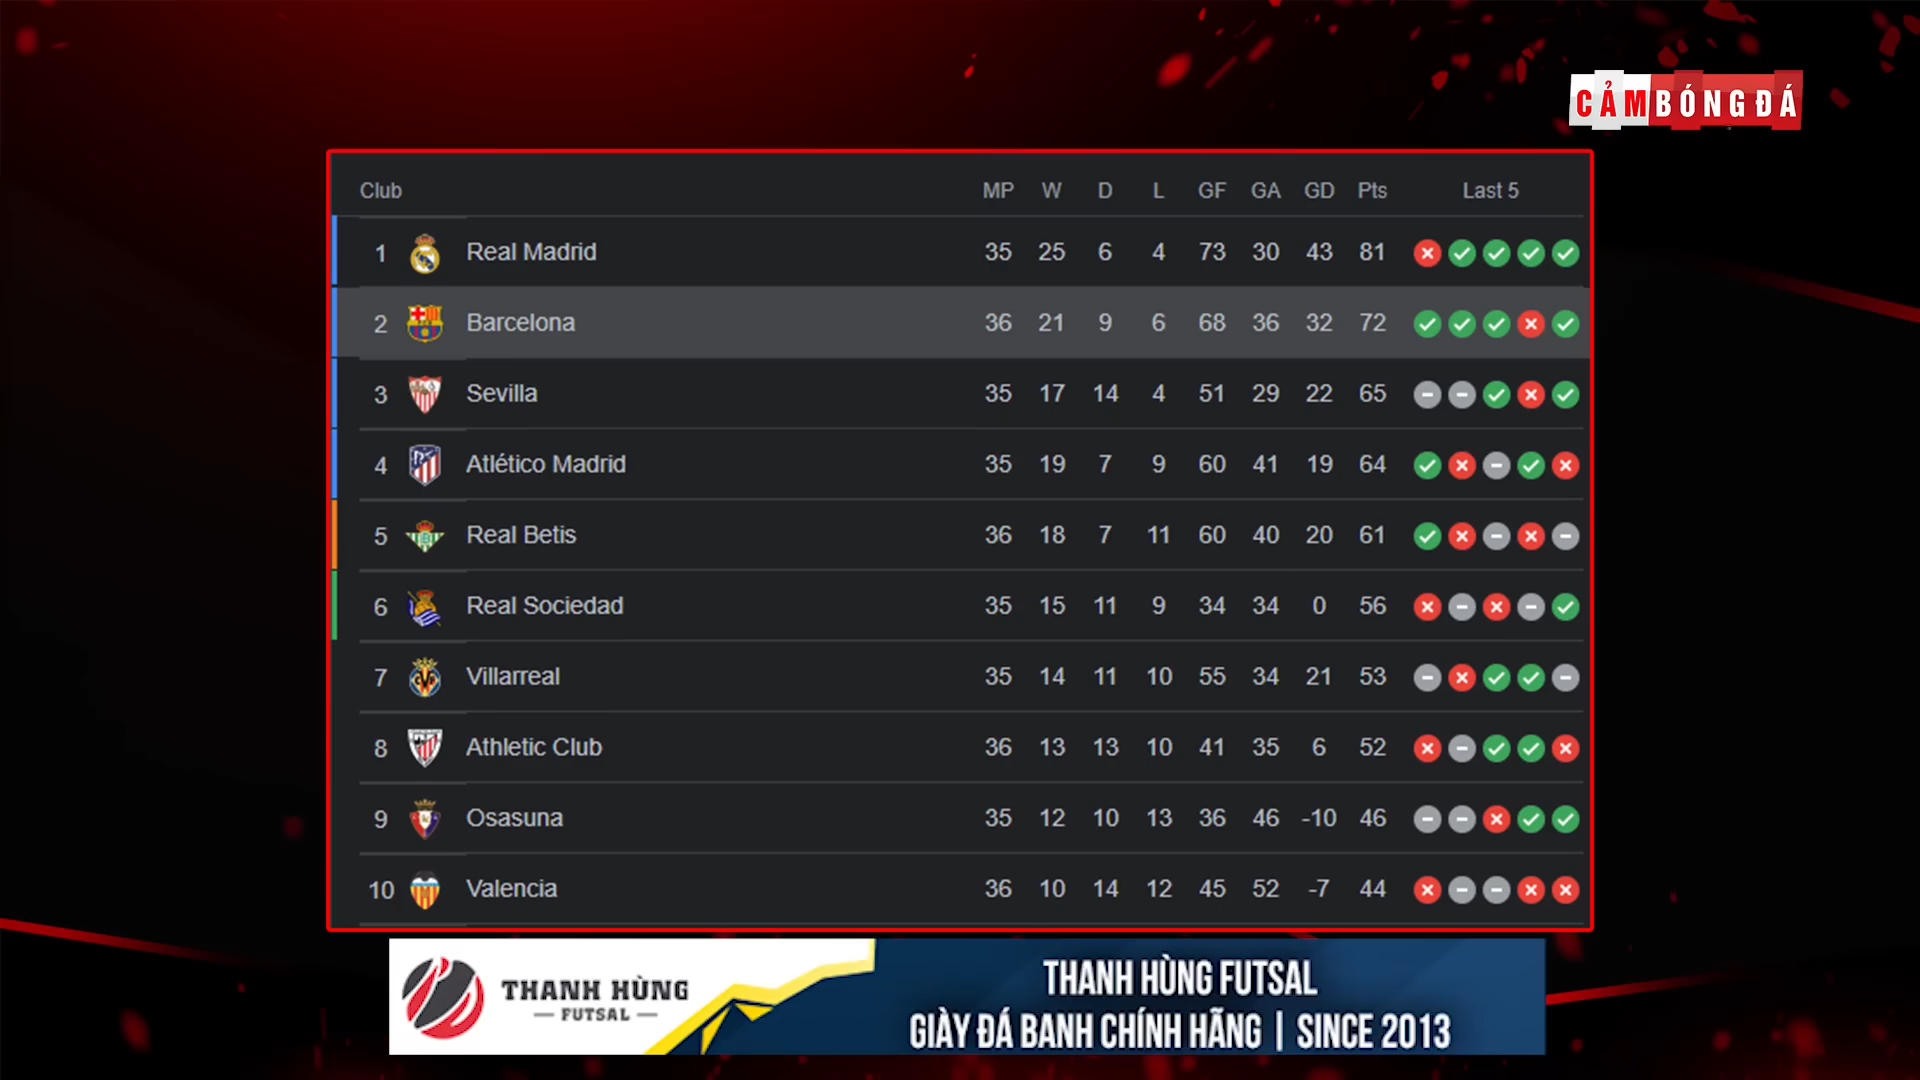 CẢMBÓNGĐÁ
Club MP W D L GF GA GD Pts Last 5
1 Real Madrid 35 25 6 4 73 30 43 81
2 Barcelona 36 21 9 6 68 36 32 72
3 Sevilla 35 17 14 4 51 29 22 65
4 Atlético Madrid 35 19 7 9 60 41 19 64
5 Real Betis 36 18 7 11 60 40 20 61
6 Real Sociedad 35 15 11 9 34 34 0 56
7 Villarreal 35 14 11 10 55 34 21 53
8 Athletic Club 36 13 13 10 41 35 6 52
9 Osasuna 35 12 10 13 36 46 -10 46
10 Valencia 36 10 14 12 45 52 -7 44
THANH HÙNG
FUTSAL
THANH HÙNG FUTSAL
GIÀY ĐÁ BANH CHÍNH HÃNG | SINCE 2013